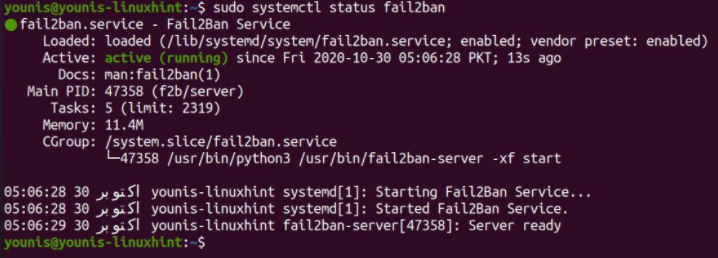 younis@younis-linuxhint:~$ sudo systemctl status fail2ban
● fail2ban.service - Fail2Ban Service
Loaded: loaded (/lib/systemd/system/fail2ban.service; enabled; vendor preset: enabled)
Active: active (running) since Fri 2020-10-30 05:06:28 PKT; 13s ago
Docs: man:fail2ban(1)
Main PID: 47358 (f2b/server)
Tasks: 5 (limit: 2319)
Memory: 11.4M
CGroup: /system.slice/fail2ban.service
└─47358 /usr/bin/python3 /usr/bin/fail2ban-server -xf start
05:06:28 30 اکتوبر younis-linuxhint systemd[1]: Starting Fail2Ban Service...
05:06:28 30 اکتوبر younis-linuxhint systemd[1]: Started Fail2Ban Service.
05:06:29 30 اکتوبر younis-linuxhint fail2ban-server[47358]: Server ready
younis@younis-linuxhint:~$